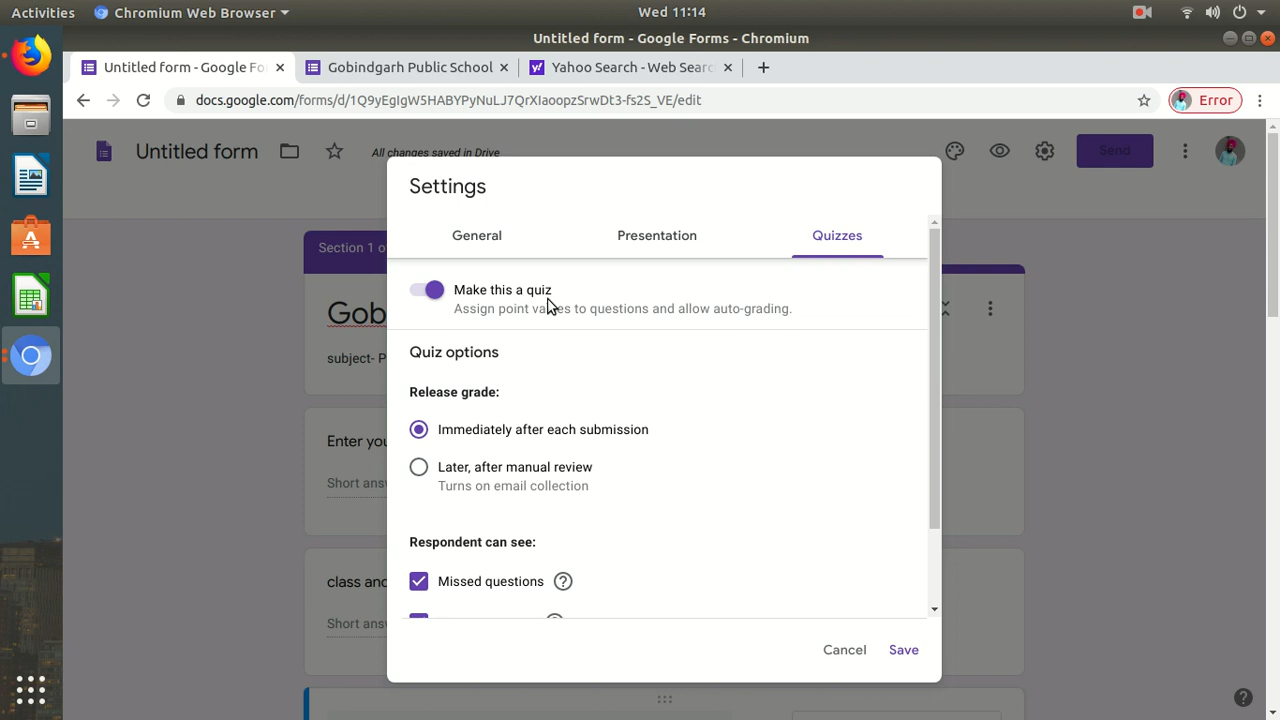 Activities Chromium Web Browser Wed 11:14
Untitled form - Google Forms - Chromium
Untitled form - Google Fo Gobindgarh Public School Yahoo Search - Web Searc
docs.google.com/forms/d/1Q9yEgIgW5HABYPyNuLJ7QrXIaoopzSrwDt3-fs2S_VE/edit Error
Untitled form All changes saved in Drive Send
Settings
General Presentation Quizzes
Section 1 o
Make this a quiz
Assign point values to questions and allow auto-grading.
Gob
Quiz options
subject- P
Release grade:
Immediately after each submission
Enter you
Later, after manual review
Short ans Turns on email collection
Respondent can see:
class and Missed questions
Short ans
Cancel Save